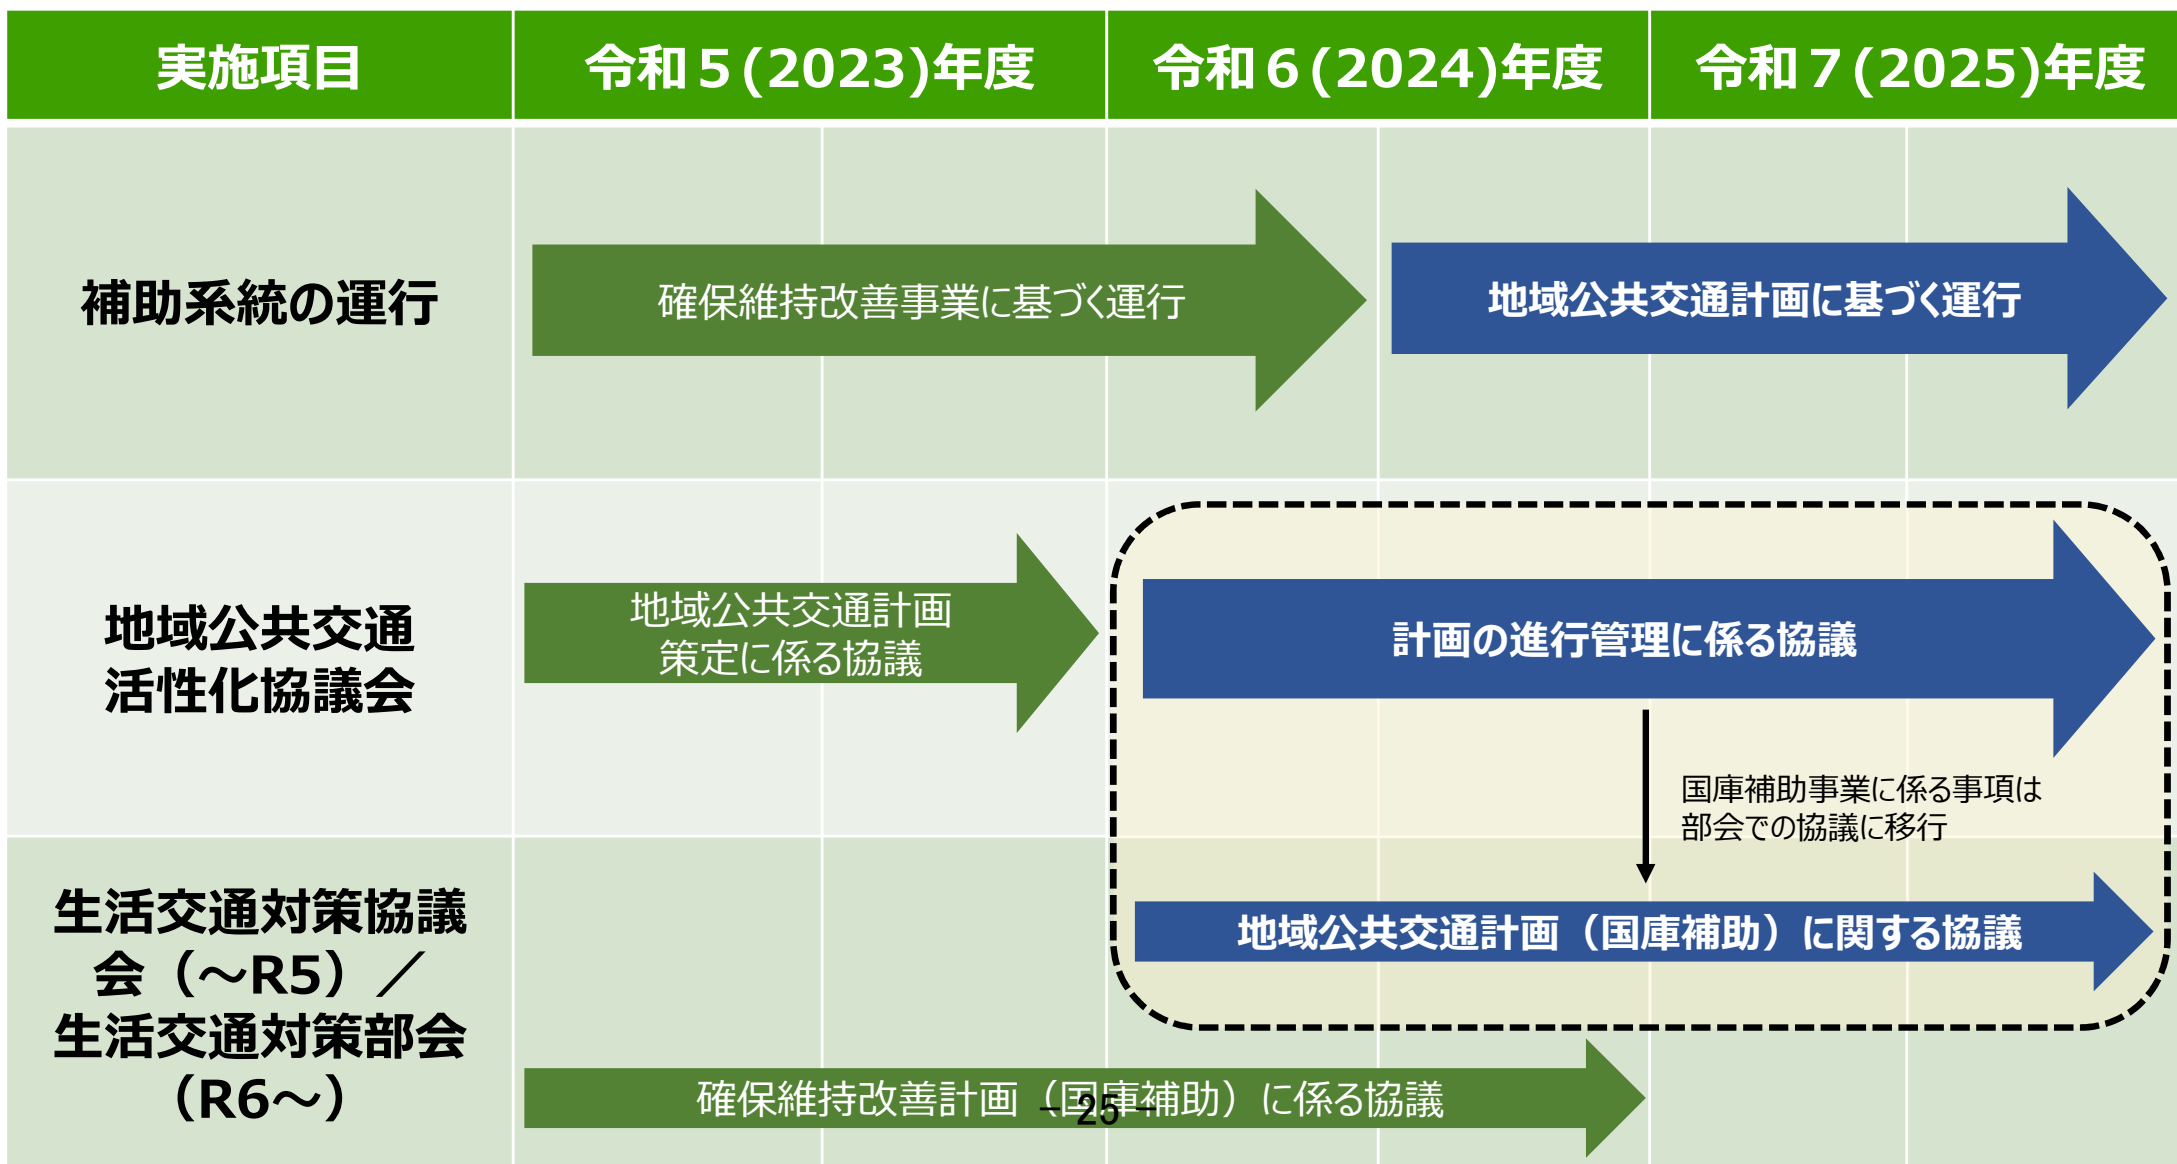 実施項目
令和５(2023)年度
令和６(2024)年度
令和７(2025)年度
補助系統の運行
確保維持改善事業に基づく運行
地域公共交通計画に基づく運行
地域公共交通
活性化協議会
地域公共交通計画
策定に係る協議
計画の進行管理に係る協議
国庫補助事業に係る事項は
部会での協議に移行
生活交通対策協議
会（～R5）／
生活交通対策部会
（R6～）
地域公共交通計画（国庫補助）に関する協議
確保維持改善計画（国庫補助）に係る協議
– 25 –